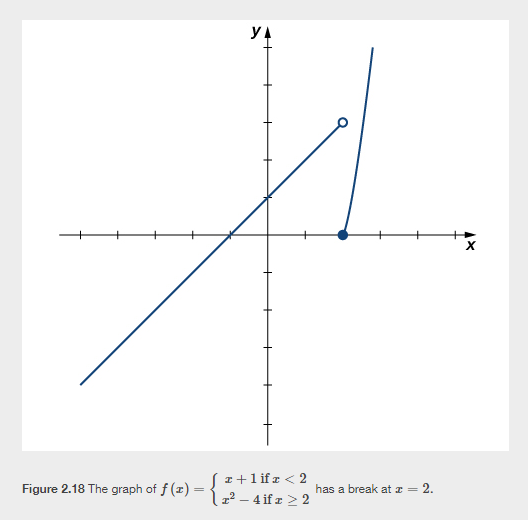 y
x
Figure 2.18 The graph of f (x) = { x + 1 if x < 2
x² − 4 if x ≥ 2 has a break at x = 2.